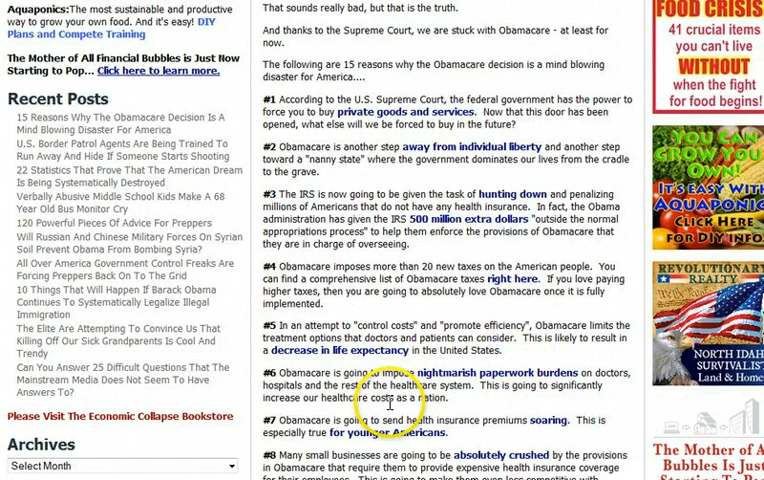 Aquaponics:The most sustainable and productive
way to grow your own food. And it's easy! DIY
Plans and Compete Training
The Mother of All Financial Bubbles is Just Now
Starting to Pop... Click here to learn more.
Recent Posts
15 Reasons Why The Obamacare Decision Is A
Mind Blowing Disaster For America
U.S. Border Patrol Agents Are Being Trained To
Run Away And Hide If Someone Starts Shooting
22 Statistics That Prove That The American Dream
Is Being Systematically Destroyed
Verbally Abusive Middle School Kids Make A 68
Year Old Bus Monitor Cry
120 Powerful Pieces Of Advice For Preppers
Will Russian And Chinese Military Forces On Syrian
Soil Prevent Obama From Bombing Syria?
All Over America Government Control Freaks Are
Forcing Preppers Back On To The Grid
10 Things That Will Happen If Barack Obama
Continues To Systematically Legalize Illegal
Immigration
The Elite Are Attempting To Convince Us That
Killing Off Our Sick Grandparents Is Cool And
Trendy
Can You Answer 25 Difficult Questions That The
Mainstream Media Does Not Seem To Have
Answers To?
Please Visit The Economic Collapse Bookstore
Archives
Select Month
That sounds really bad, but that is the truth.
And thanks to the Supreme Court, we are stuck with Obamacare - at least for
now.
The following are 15 reasons why the Obamacare decision is a mind blowing
disaster for America....
#1 According to the U.S. Supreme Court, the federal government has the power to
force you to buy private goods and services. Now that this door has been
opened, what else will we be forced to buy in the future?
#2 Obamacare is another step away from individual liberty and another step
toward a "nanny state" where the government dominates our lives from the cradle
to the grave.
#3 The IRS is now going to be given the task of hunting down and penalizing
millions of Americans that do not have any health insurance. In fact, the Obama
administration has given the IRS 500 million extra dollars "outside the normal
appropriations process" to help them enforce the provisions of Obamacare that
they are in charge of overseeing.
#4 Obamacare imposes more than 20 new taxes on the American people. You
can find a comprehensive list of Obamacare taxes right here. If you love paying
higher taxes, then you are going to absolutely love Obamacare once it is fully
implemented.
#5 In an attempt to "control costs" and "promote efficiency", Obamacare limits the
treatment options that doctors and patients can consider. This is likely to result in
a decrease in life expectancy in the United States.
#6 Obamacare is going to impose nightmarish paperwork burdens on doctors,
hospitals and the rest of the healthcare system. This is going to significantly
increase our healthcare costs as a nation.
#7 Obamacare is going to send health insurance premiums soaring. This is
especially true for younger Americans.
#8 Many small businesses are going to be absolutely crushed by the provisions
in Obamacare that require them to provide expensive health insurance coverage
for their employees. This is going to make them even less competitive with
FOOD CRISIS
41 crucial items
you can't live
WITHOUT
when the fight
for food begins!
YOU CAN
GROW YOUR
OWN!
IT'S EASY WITH
AQUAPONICS
CLICK HERE
FOR DIY INFO
REVOLUTIONARY
REALTY
NORTH IDAHO
SURVIVALIST
Land & Home
The Mother of A
Bubbles Is Just